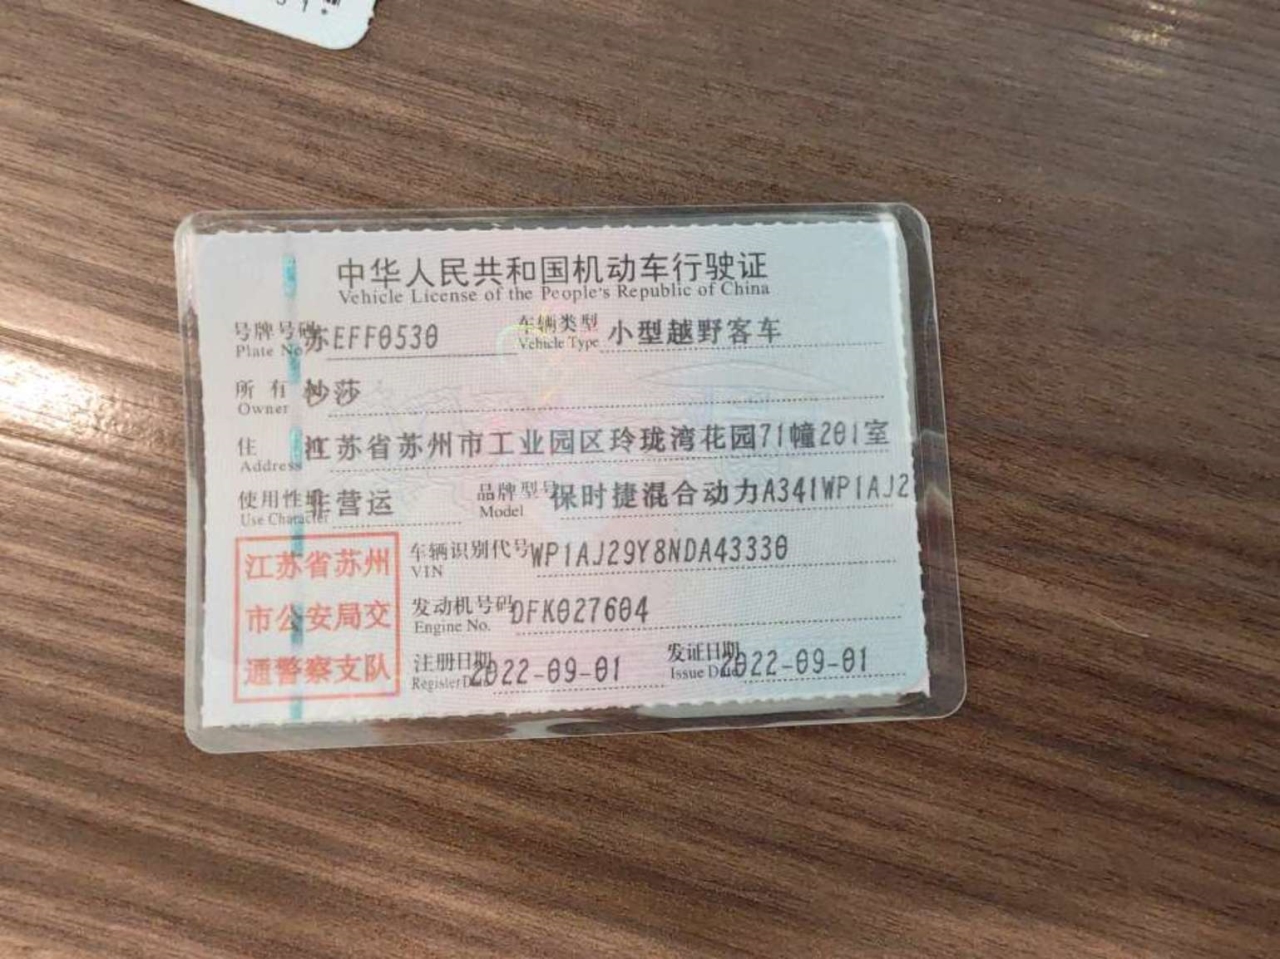 中华人民共和国机动车行驶证
Vehicle License of the People's Republic of China
号牌号码 苏EFF0530 车辆类型 小型越野客车
Plate No. Vehicle Type
所有 莎
Owner
住 江苏省苏州市工业园区玲珑湾花园71幢201室
Address
使用性 非营运 品牌型号 保时捷混合动力A341WP1AJ2
Use Character Model
江苏省苏州
市公安局交
通警察支队
车辆识别代号 WP1AJ29Y8NDA43330
VIN
发动机号码 DFK027604
Engine No.
注册日期 2022-09-01 发证日期 2022-09-01
Register Date Issue Date